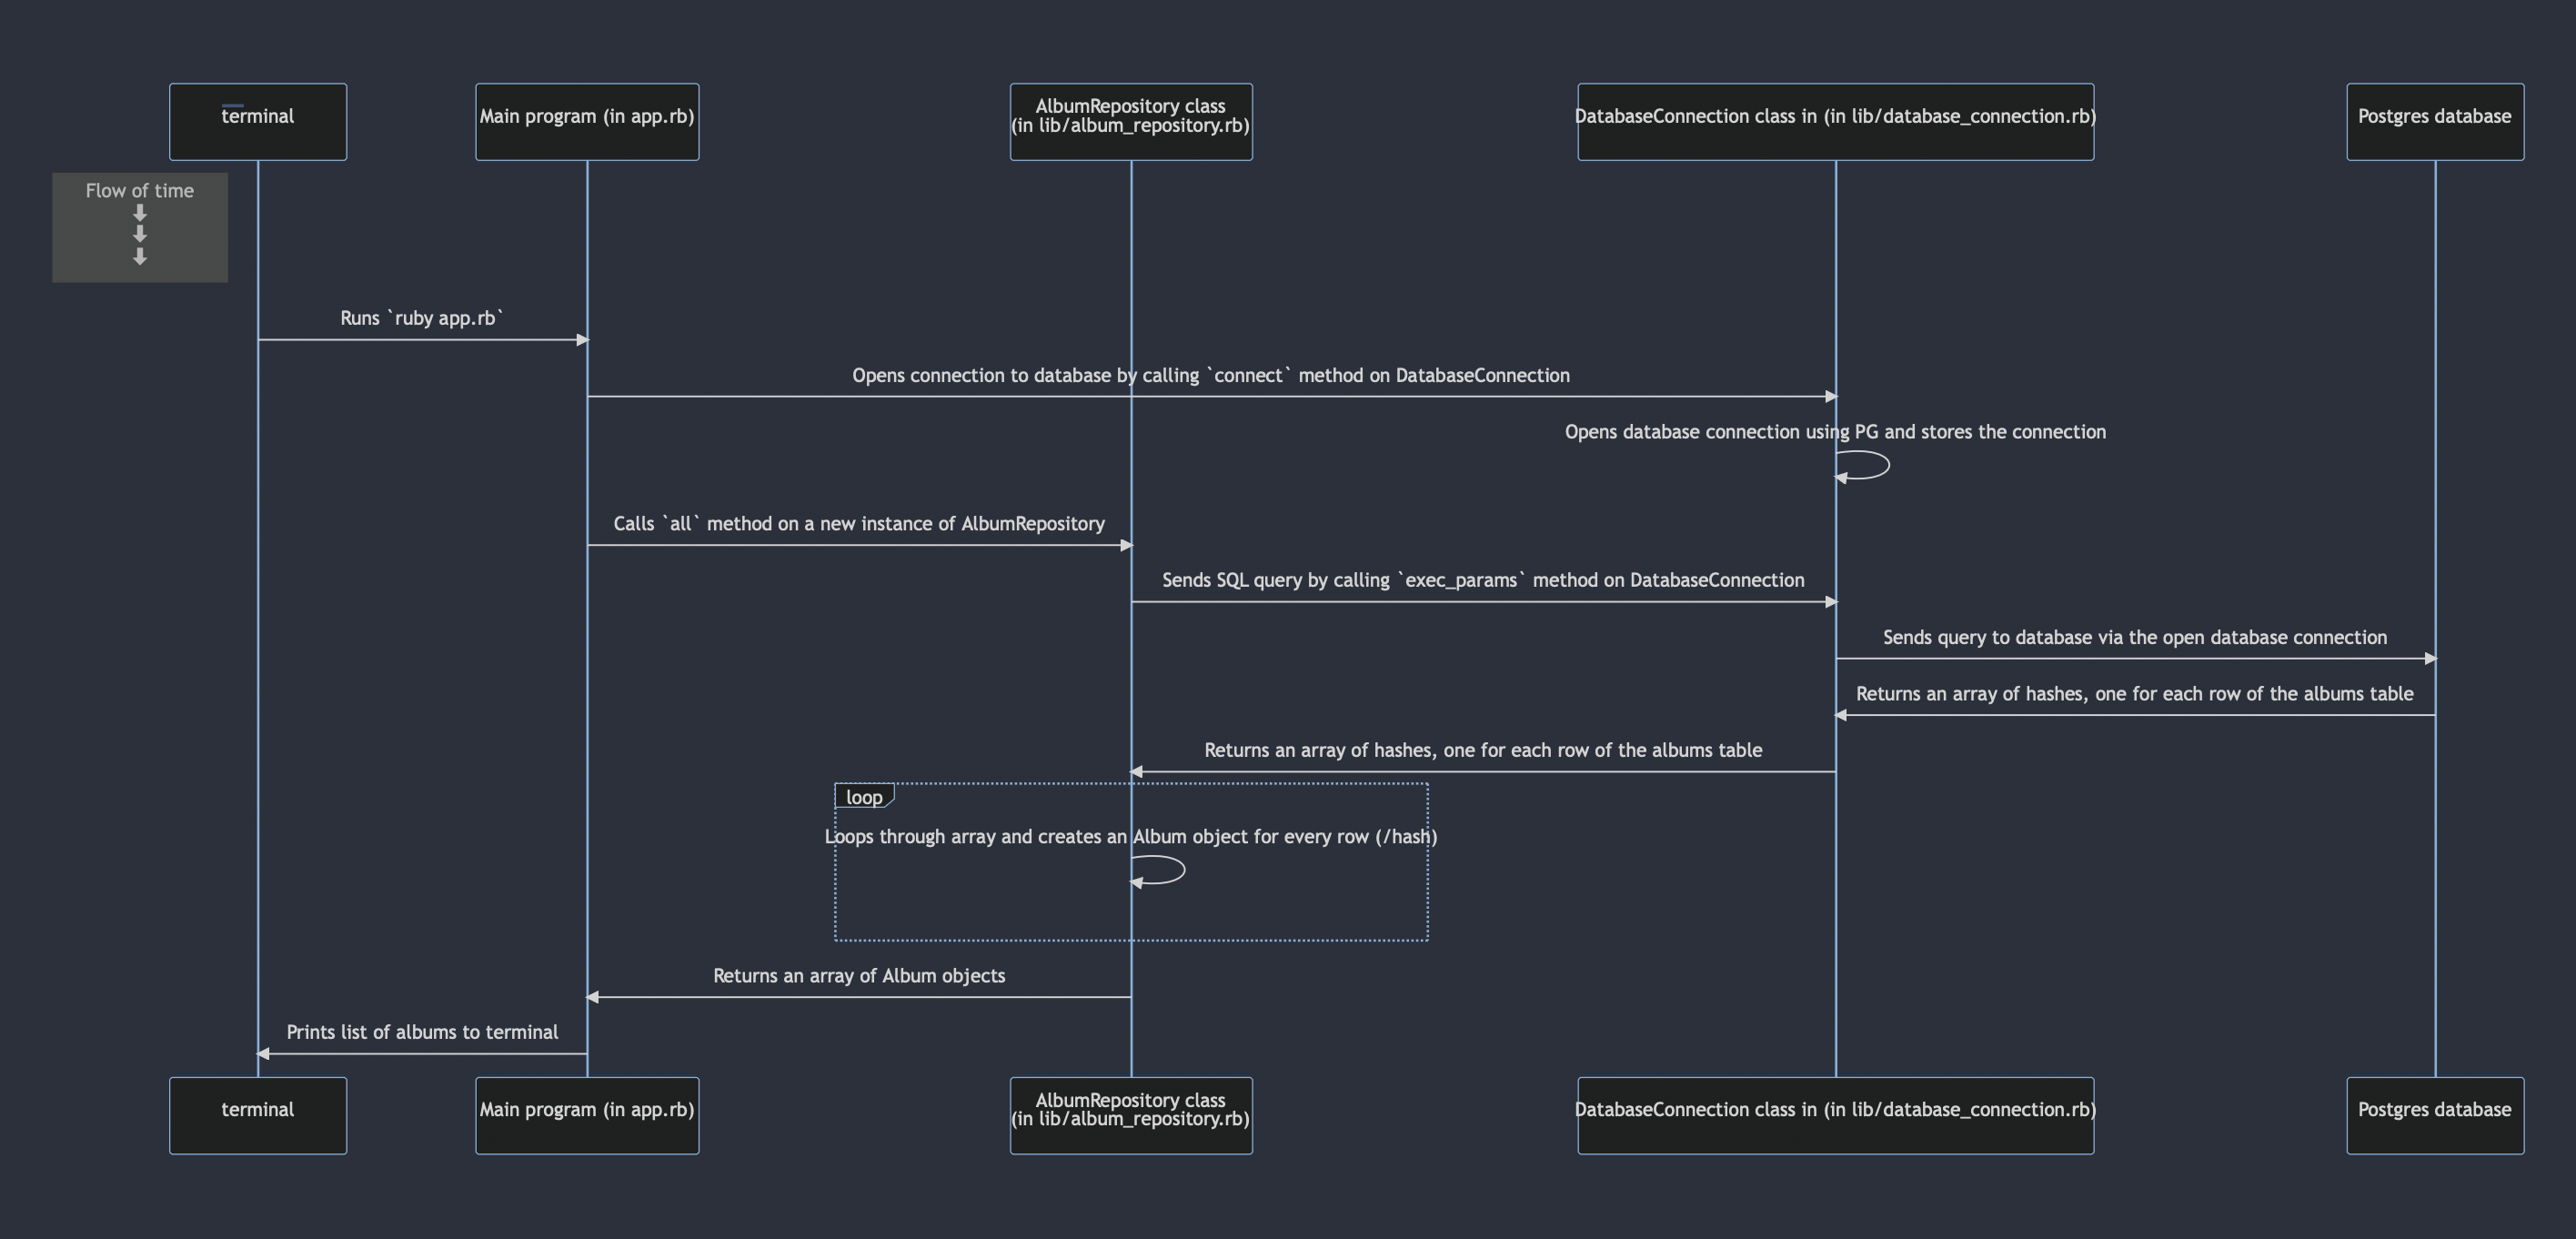 terminal
Main program (in app.rb)
AlbumRepository class
(in lib/album_repository.rb)
DatabaseConnection class in (in lib/database_connection.rb)
Postgres database
Flow of time
Runs `ruby app.rb`
Opens connection to database by calling `connect` method on DatabaseConnection
Opens database connection using PG and stores the connection
Calls `all` method on a new instance of AlbumRepository
Sends SQL query by calling `exec_params` method on DatabaseConnection
Sends query to database via the open database connection
Returns an array of hashes, one for each row of the albums table
Returns an array of hashes, one for each row of the albums table
loop
Loops through array and creates an Album object for every row (/hash)
Returns an array of Album objects
Prints list of albums to terminal
terminal
Main program (in app.rb)
AlbumRepository class
(in lib/album_repository.rb)
DatabaseConnection class in (in lib/database_connection.rb)
Postgres database